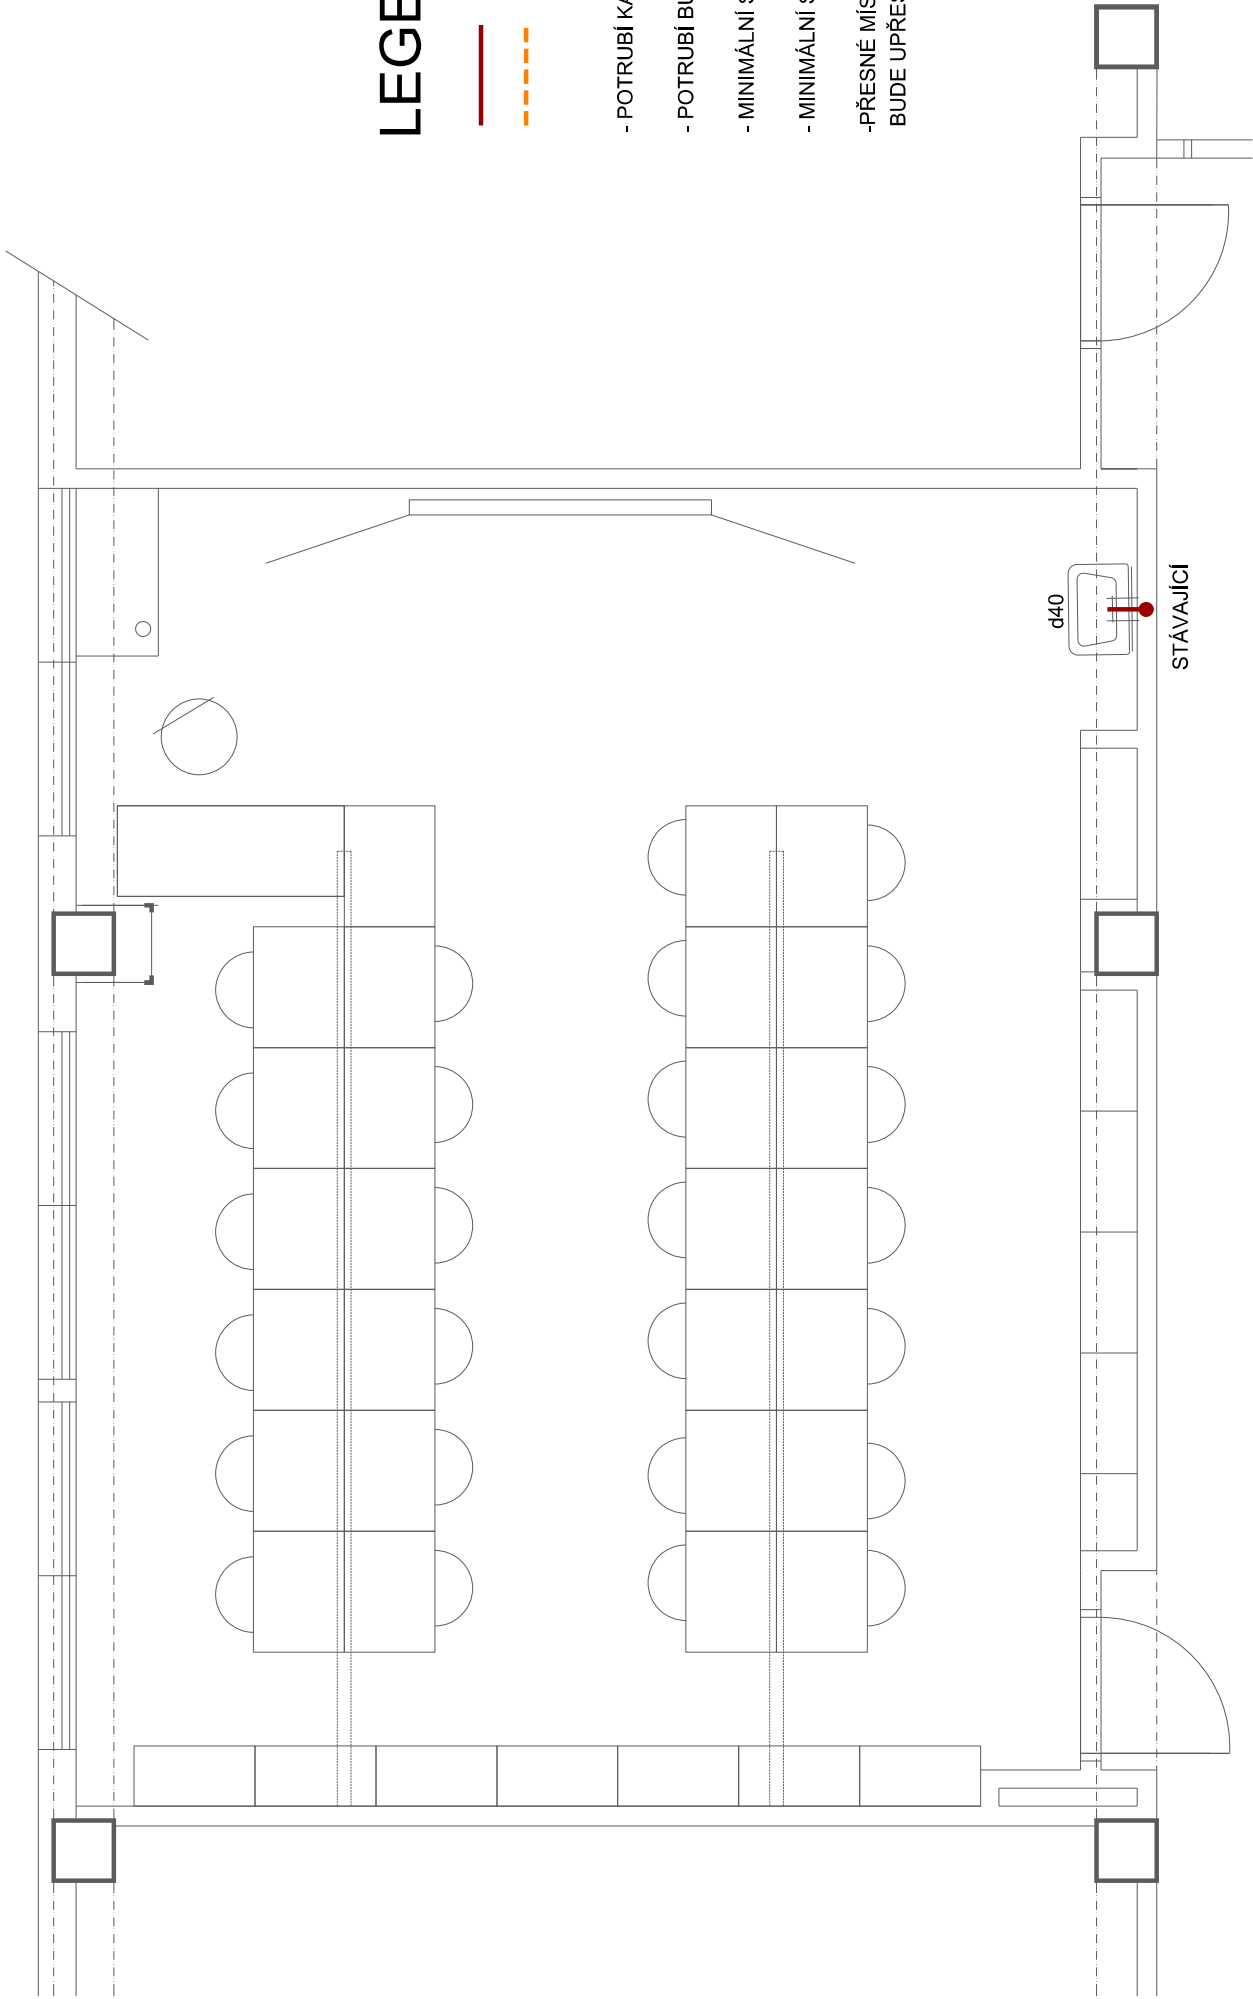 LEGE
- POTRUBÍ KA
- POTRUBÍ BU
- MINIMÁLNÍ S
- MINIMÁLNÍ S
-PŘESNÉ MÍS
BUDE UPŘES
d40
STÁVAJÍCÍ